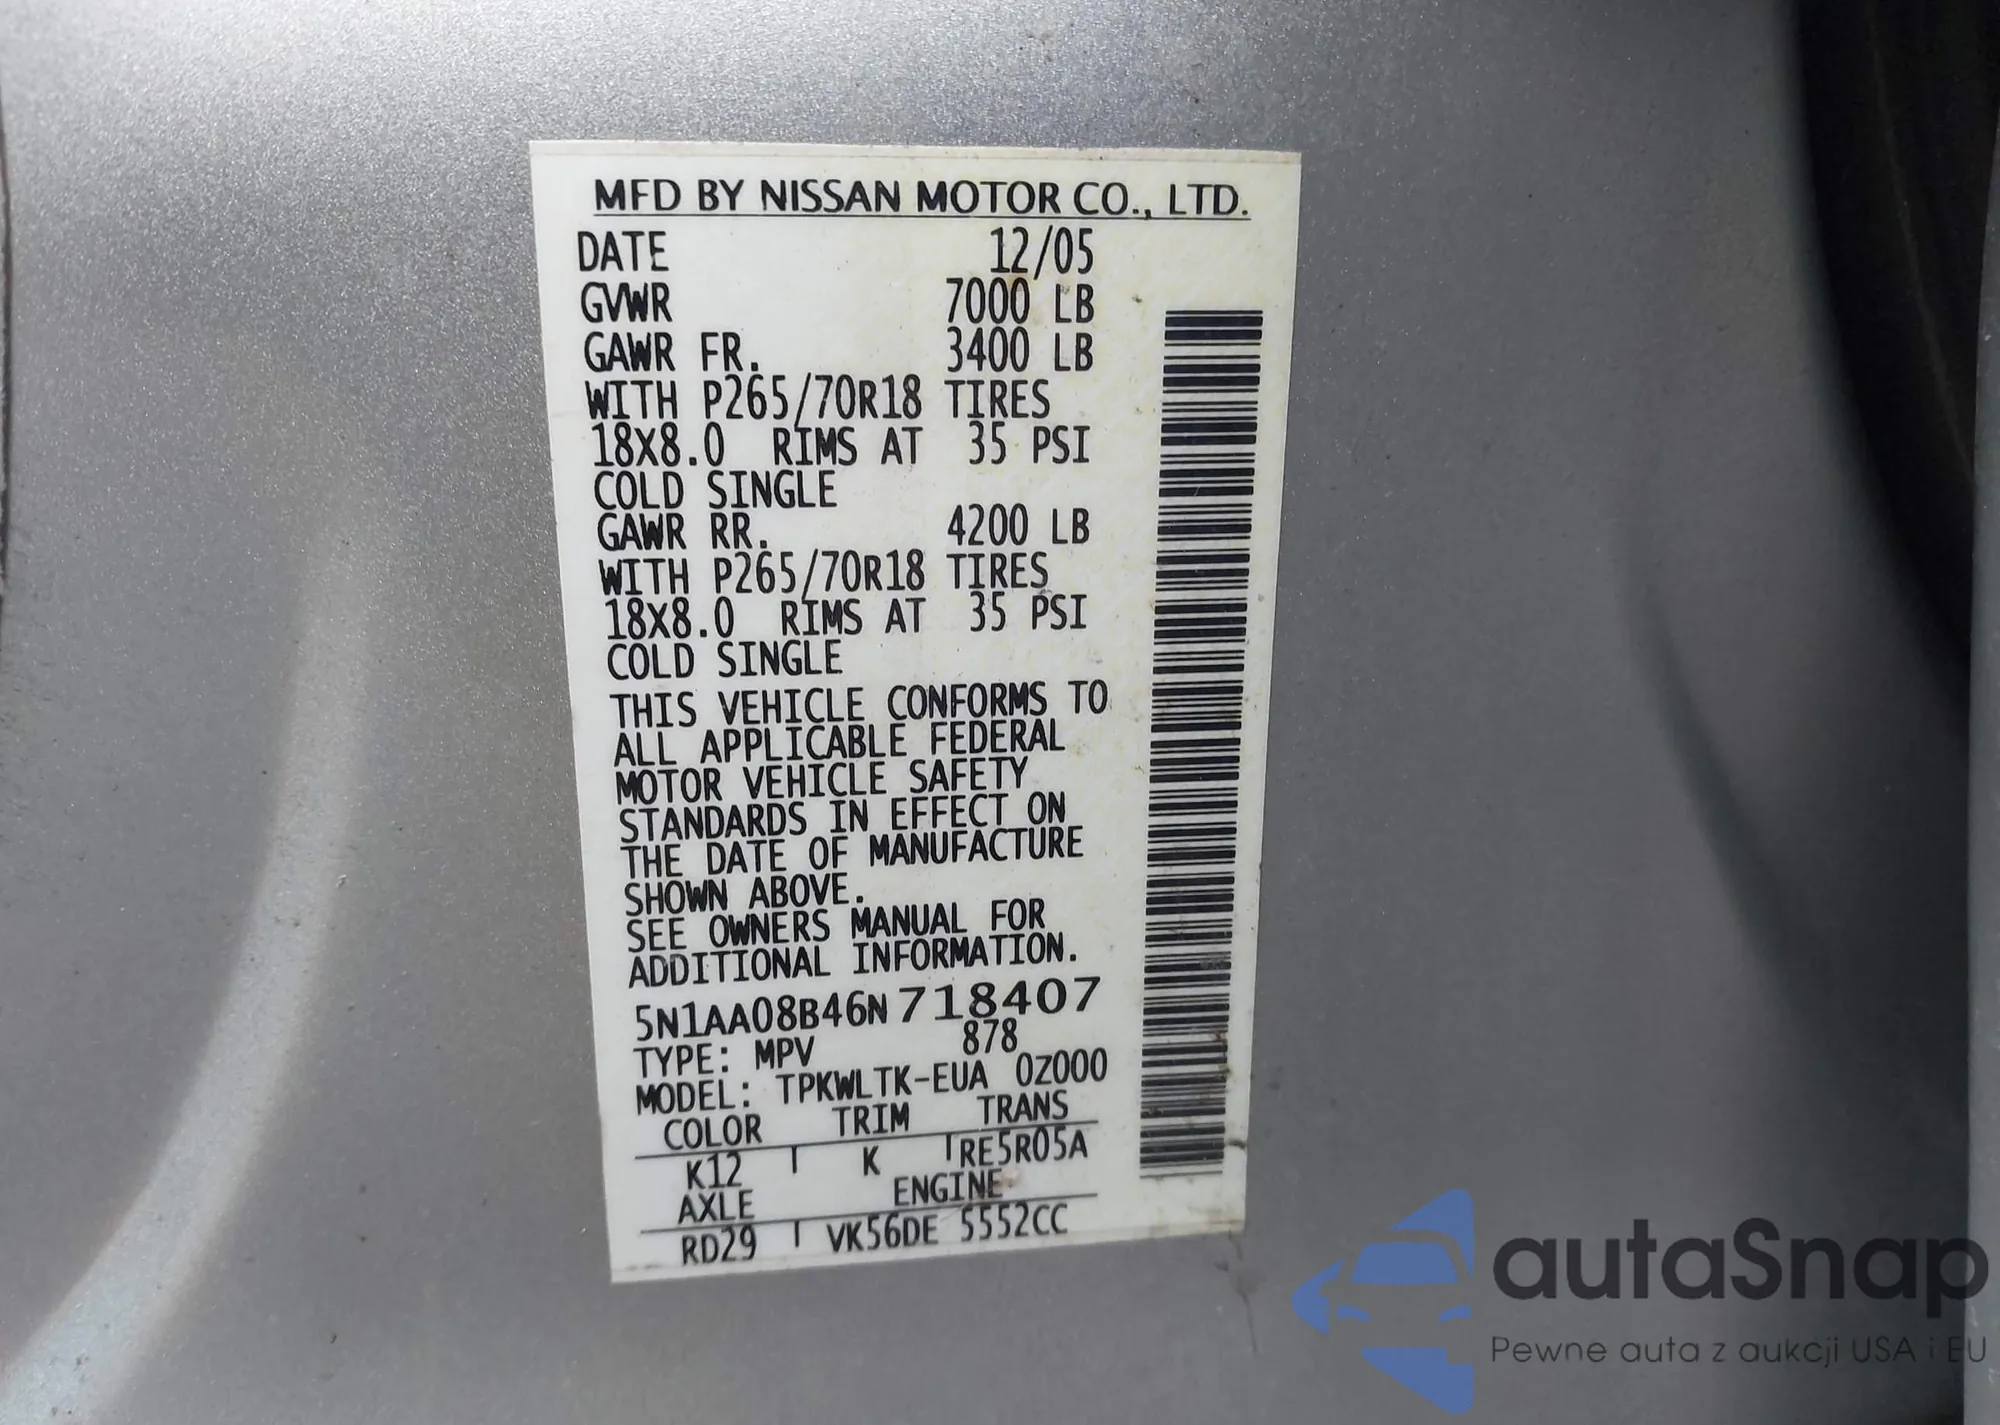 MFD BY NISSAN MOTOR CO., LTD.
DATE 12/05
GVWR 7000 LB
GAWR FR. 3400 LB
WITH P265/70R18 TIRES
18X8.0 RIMS AT 35 PSI
COLD SINGLE
GAWR RR. 4200 LB
WITH P265/70R18 TIRES
18X8.0 RIMS AT 35 PSI
COLD SINGLE
THIS VEHICLE CONFORMS TO
ALL APPLICABLE FEDERAL
MOTOR VEHICLE SAFETY
STANDARDS IN EFFECT ON
THE DATE OF MANUFACTURE
SHOWN ABOVE.
SEE OWNERS MANUAL FOR
ADDITIONAL INFORMATION.
5N1AA08B46N718407
TYPE: MPV 878
MODEL: TPKWLTK-EUA 0Z000
COLOR TRIM TRANS
K12 K RE5R05A
AXLE ENGINE
RD29 VK56DE 5552CC
autaSnap
Pewne auta z aukcji USA i EU